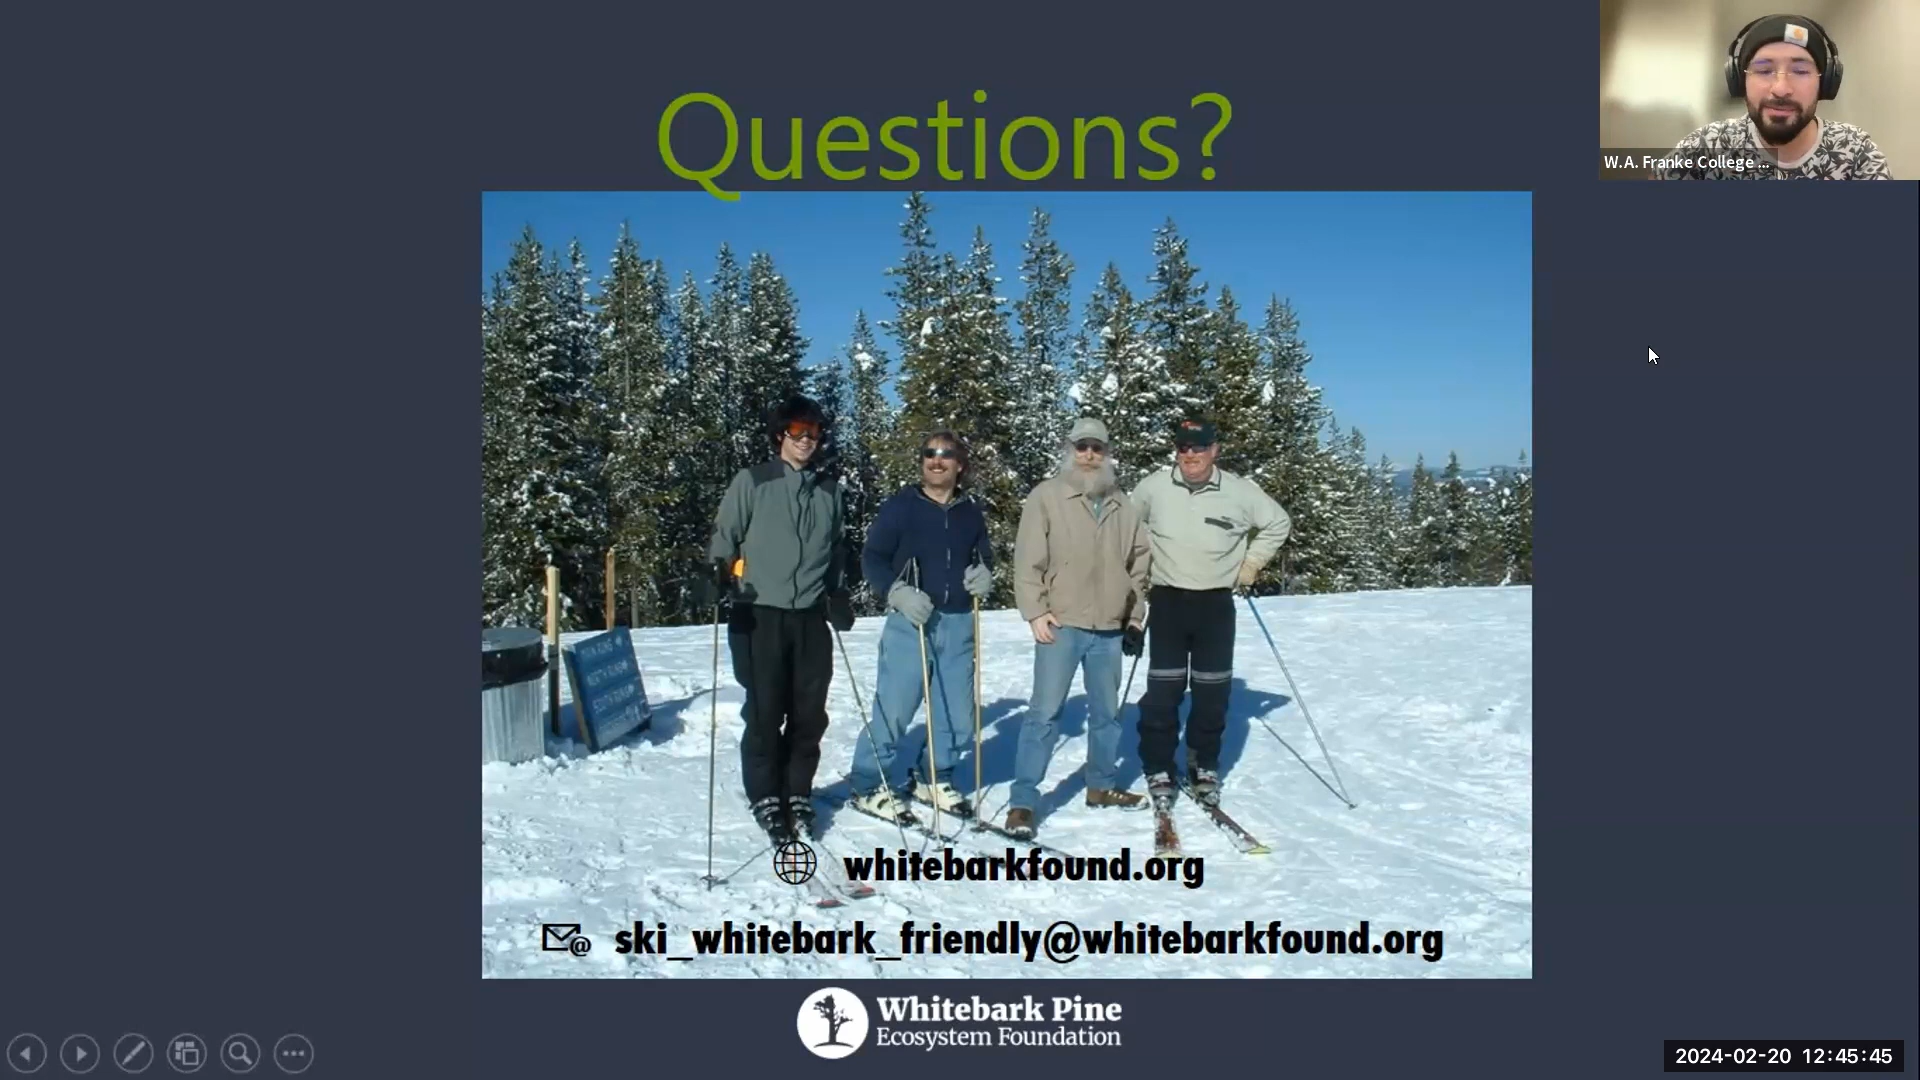 Questions?
W.A. Franke College ...
whitebarkfound.org
ski_whitebark_friendly@whitebarkfound.org
Whitebark Pine
Ecosystem Foundation
2024-02-20 12:45:45